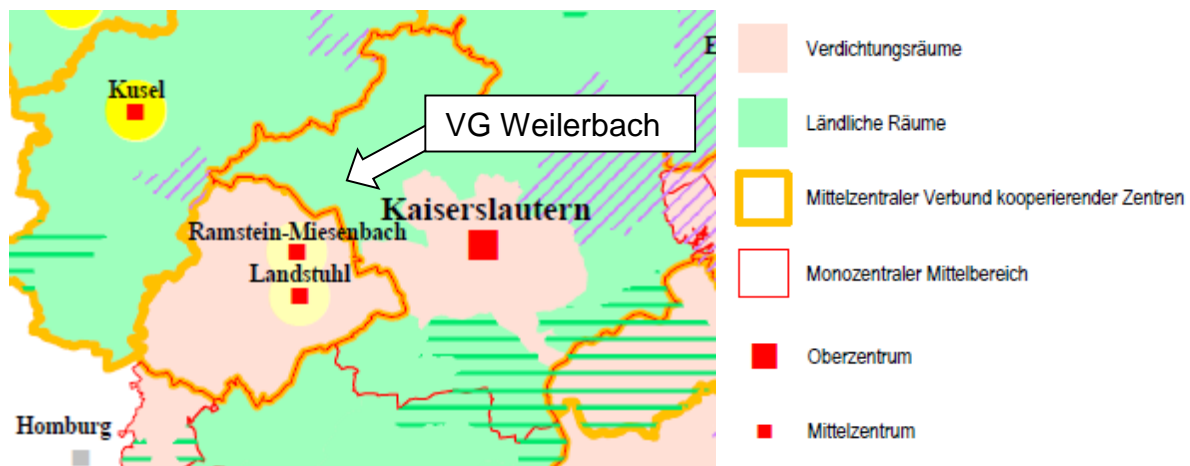 Kusel
E
VG Weilerbach
Kaiserslautern
Ramstein-Miesenbach
Landstuhl
Homburg
Verdichtungsräume
Ländliche Räume
Mittelzentraler Verbund kooperierender Zentren
Monozentraler Mittelbereich
Oberzentrum
Mittelzentrum